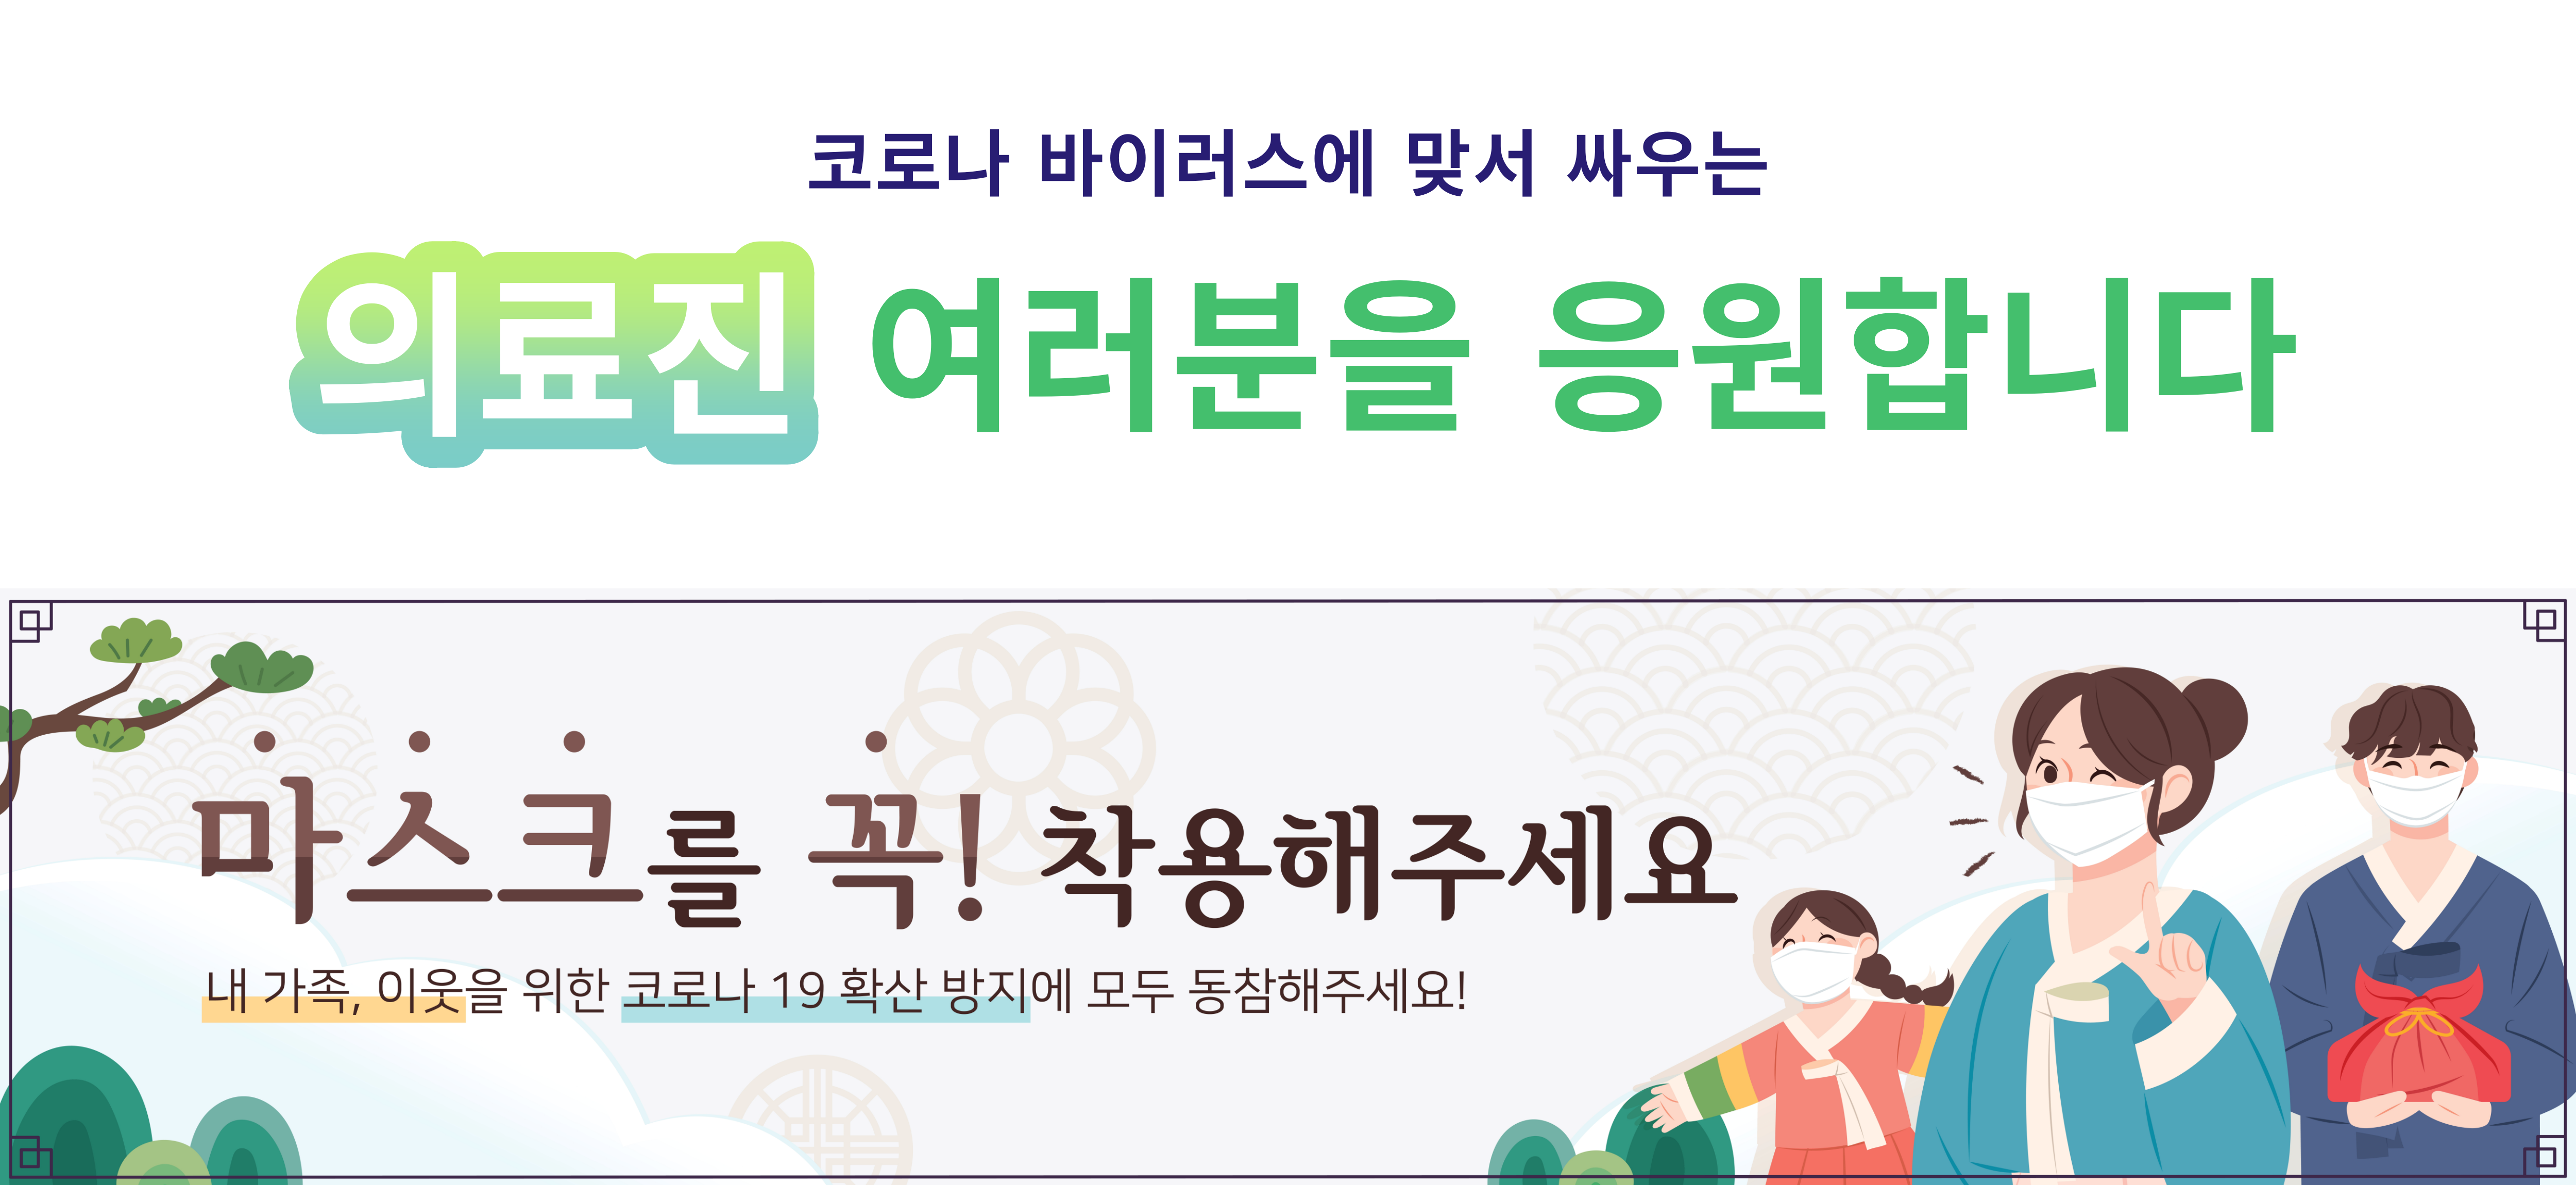 코로나 바이러스에 맞서 싸우는
의료진 여러분을 응원합니다
마스크를 꼭! 착용해주세요
내 가족, 이웃을 위한 코로나 19 확산 방지에 모두 동참해주세요!